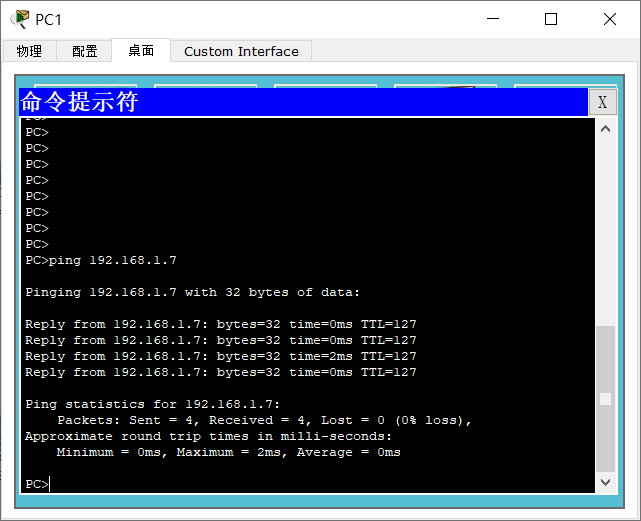 PC1
物理 配置 桌面 Custom Interface
命令提示符 X
PC>
PC>
PC>
PC>
PC>
PC>
PC>
PC>
PC>
PC>ping 192.168.1.7
Pinging 192.168.1.7 with 32 bytes of data:
Reply from 192.168.1.7: bytes=32 time=0ms TTL=127
Reply from 192.168.1.7: bytes=32 time=0ms TTL=127
Reply from 192.168.1.7: bytes=32 time=2ms TTL=127
Reply from 192.168.1.7: bytes=32 time=0ms TTL=127
Ping statistics for 192.168.1.7:
Packets: Sent = 4, Received = 4, Lost = 0 (0% loss),
Approximate round trip times in milli-seconds:
Minimum = 0ms, Maximum = 2ms, Average = 0ms
PC>